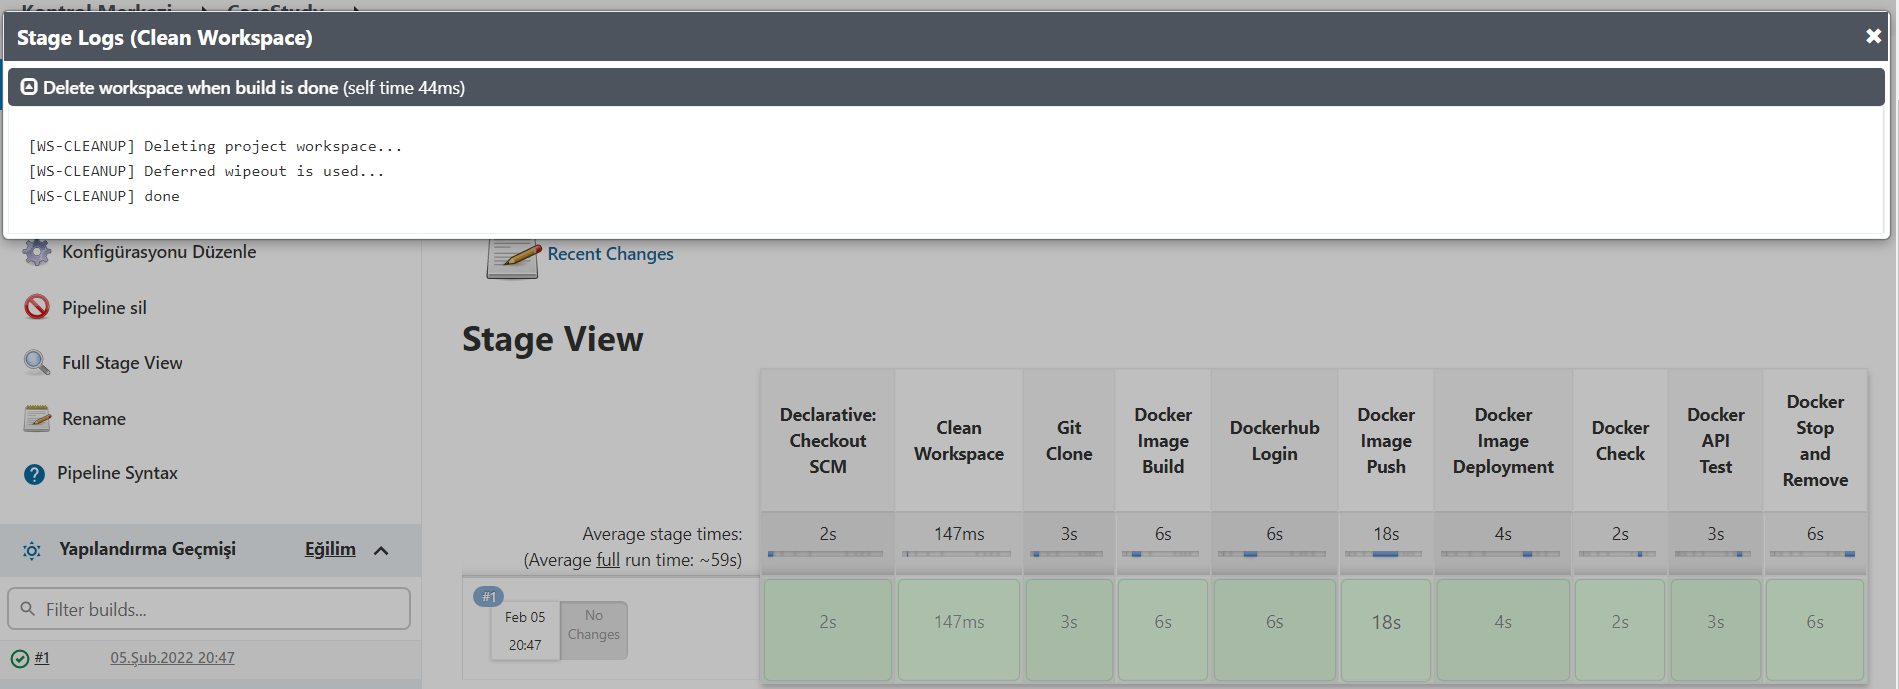 Kontrol Merkezi
CaseStudy
Stage Logs (Clean Workspace)
Delete workspace when build is done (self time 44ms)
[WS-CLEANUP] Deleting project workspace...
[WS-CLEANUP] Deferred wipeout is used...
[WS-CLEANUP] done
Konfigürasyonu Düzenle
Pipeline sil
Full Stage View
Rename
Pipeline Syntax
Yapılandırma Geçmişi
Eğilim
Filter builds...
#1
05.Şub.2022 20:47
Recent Changes
Stage View
Declarative:
Checkout
SCM
Clean
Workspace
Git
Clone
Docker
Image
Build
Dockerhub
Login
Docker
Image
Push
Docker
Image
Deployment
Docker
Check
Docker
API
Test
Docker
Stop
and
Remove
Average stage times:
2s 147ms 3s 6s 6s 18s 4s 2s 3s 6s
(Average full run time: ~59s)
#1
Feb 05
20:47
No
Changes
2s 147ms 3s 6s 6s 18s 4s 2s 3s 6s